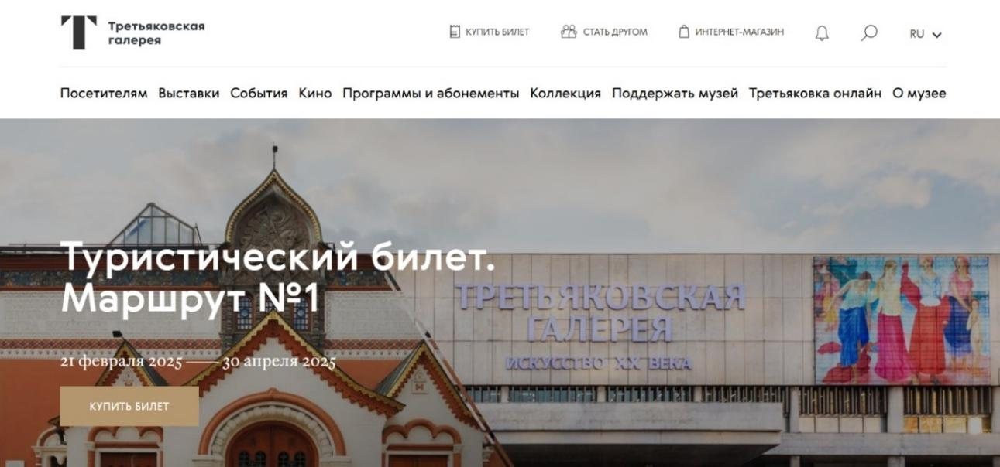 Третьяковская
галерея
КУПИТЬ БИЛЕТ
СТАТЬ ДРУГОМ
ИНТЕРНЕТ-МАГАЗИН
RU
Посетителям Выставки События Кино Программы и абонементы Коллекция Поддержать музей Третьяковка онлайн О музее
Туристический билет.
Маршрут №1
21 февраля 2025 — 30 апреля 2025
КУПИТЬ БИЛЕТ
ТРЕТЬЯКОВСКАЯ
ГАЛЕРЕЯ
ИСКУССТВО XX ВЕКА